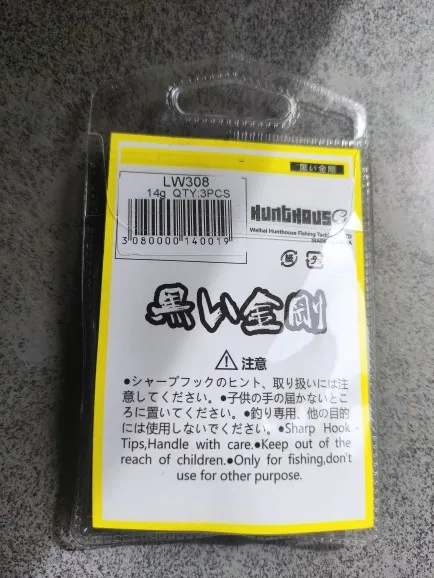 黒い金剛
LW308
14g QTY:3PCS
3 080000 140019
HUNTHOUSE
Weihai Hunthouse Fishing Tackle
黒い金剛
⚠注意
●シャープフックのヒント、取り扱いには注
意してください。●子供の手の届かないとこ
ろに置いてください。●釣り専用、他の目的
には使用しないでください。●Sharp Hook -
Tips,Handle with care.●Keep out of the
reach of children.●Only for fishing,don't
use for other purpose.